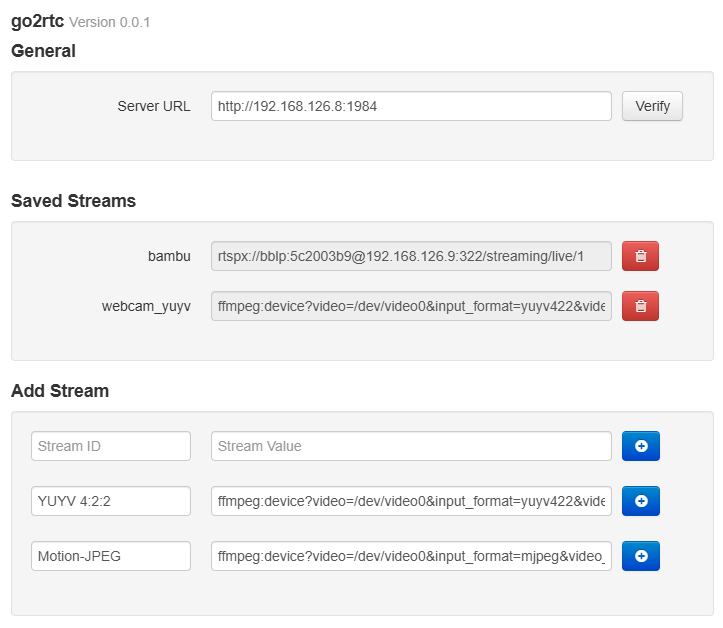 go2rtc Version 0.0.1
General
Server URL http://192.168.126.8:1984 Verify
Saved Streams
bambu rtspx://bblp:5c2003b9@192.168.126.9:322/streaming/live/1
webcam_yuyv ffmpeg:device?video=/dev/video0&input_format=yuyv422&vide
Add Stream
Stream ID Stream Value
YUYV 4:2:2 ffmpeg:device?video=/dev/video0&input_format=yuyv422&vide
Motion-JPEG ffmpeg:device?video=/dev/video0&input_format=mjpeg&video_